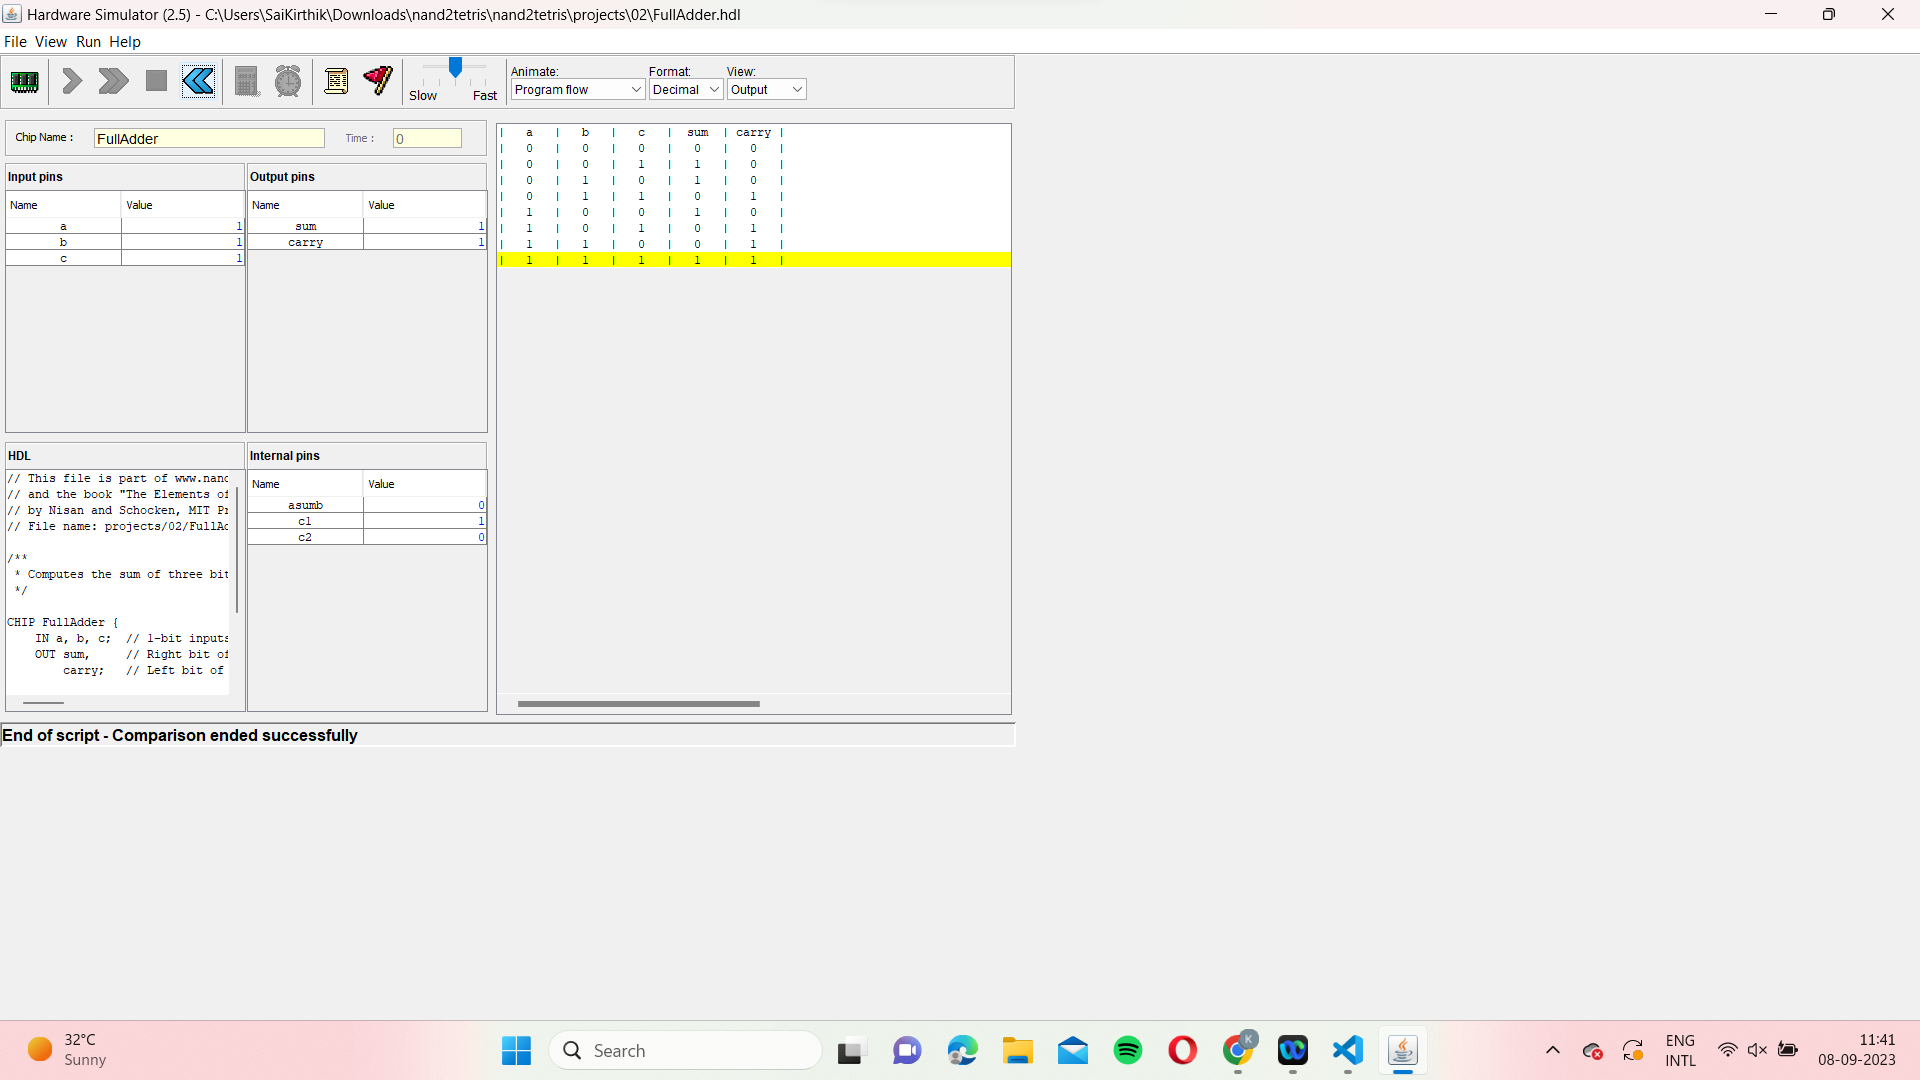 Hardware Simulator (2.5) - C:\Users\SaiKirthik\Downloads\nand2tetris\nand2tetris\projects\02\FullAdder.hdl
File View Run Help
Slow Fast
Animate: Format: View:
Program flow Decimal Output
Chip Name : FullAdder Time : 0
Input pins
Name Value
a 1
b 1
c 1
Output pins
Name Value
sum 1
carry 1
| a | b | c | sum | carry |
| 0 | 0 | 0 | 0 | 0 |
| 0 | 0 | 1 | 1 | 0 |
| 0 | 1 | 0 | 1 | 0 |
| 0 | 1 | 1 | 0 | 1 |
| 1 | 0 | 0 | 1 | 0 |
| 1 | 0 | 1 | 0 | 1 |
| 1 | 1 | 0 | 0 | 1 |
| 1 | 1 | 1 | 1 | 1 |
HDL
// This file is part of www.nand
// and the book "The Elements of
// by Nisan and Schocken, MIT Pr
// File name: projects/02/FullAd
/**
* Computes the sum of three bit
*/
CHIP FullAdder {
IN a, b, c; // 1-bit inputs
OUT sum, // Right bit of
carry; // Left bit of
Internal pins
Name Value
asumb 0
c1 1
c2 0
End of script - Comparison ended successfully
32°C
Sunny
Search
K
ENG
INTL
11:41
08-09-2023